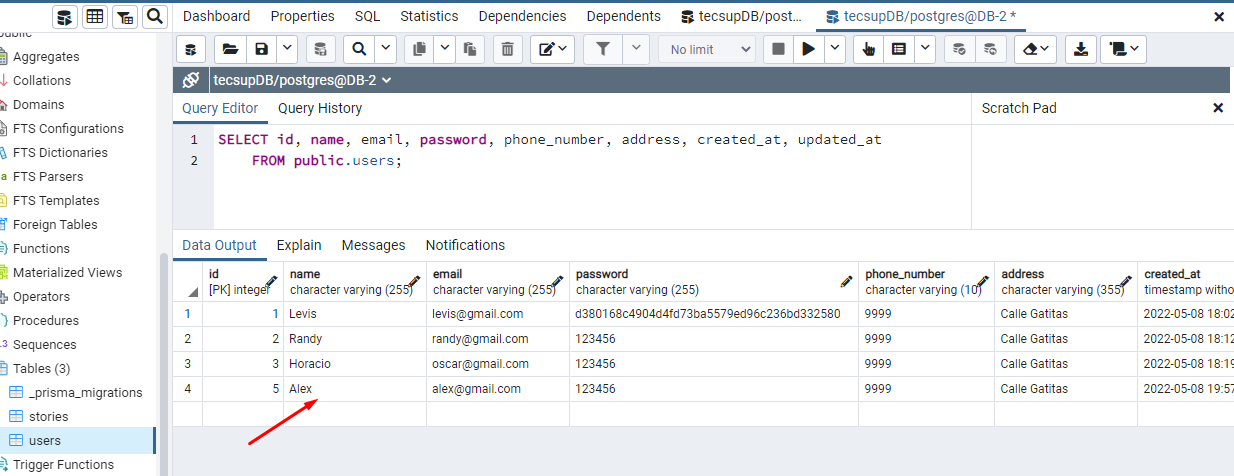 Dashboard Properties SQL Statistics Dependencies Dependents tecsupDB/post... tecsupDB/postgres@DB-2 *
public
Aggregates
Collations
Domains
FTS Configurations
FTS Dictionaries
FTS Parsers
FTS Templates
Foreign Tables
Functions
Materialized Views
Operators
Procedures
Sequences
Tables (3)
_prisma_migrations
stories
users
Trigger Functions
No limit
tecsupDB/postgres@DB-2
Query Editor Query History Scratch Pad
1 SELECT id, name, email, password, phone_number, address, created_at, updated_at
2 FROM public.users;
Data Output Explain Messages Notifications
id name email password phone_number address created_at
[PK] integer character varying (255) character varying (255) character varying (255) character varying (10) character varying (355) timestamp witho
1 1 Levis levis@gmail.com d380168c4904d4fd73ba5579ed96c236bd332580 9999 Calle Gatitas 2022-05-08 18:02
2 2 Randy randy@gmail.com 123456 9999 Calle Gatitas 2022-05-08 18:12
3 3 Horacio oscar@gmail.com 123456 9999 Calle Gatitas 2022-05-08 18:19
4 5 Alex alex@gmail.com 123456 9999 Calle Gatitas 2022-05-08 19:57